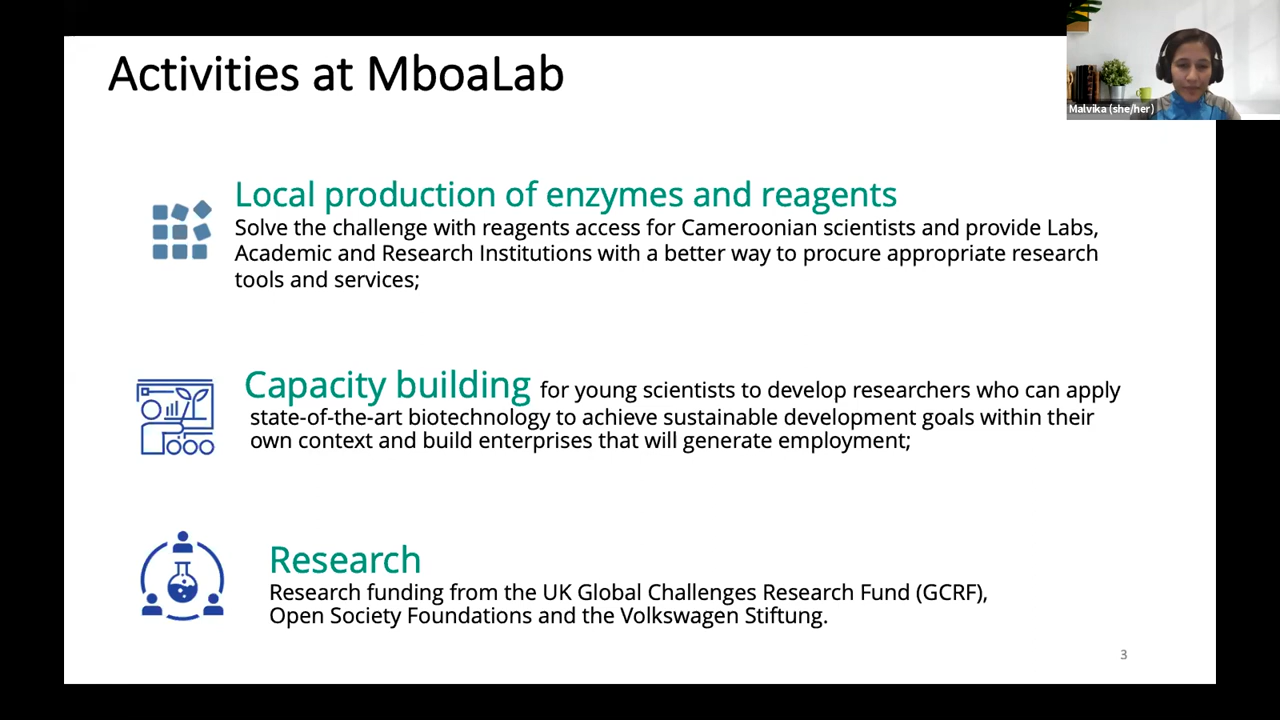 Activities at MboaLab
Malvika (she/her)
Local production of enzymes and reagents
Solve the challenge with reagents access for Cameroonian scientists and provide Labs,
Academic and Research Institutions with a better way to procure appropriate research
tools and services;
Capacity building for young scientists to develop researchers who can apply
state-of-the-art biotechnology to achieve sustainable development goals within their
own context and build enterprises that will generate employment;
Research
Research funding from the UK Global Challenges Research Fund (GCRF),
Open Society Foundations and the Volkswagen Stiftung.
3